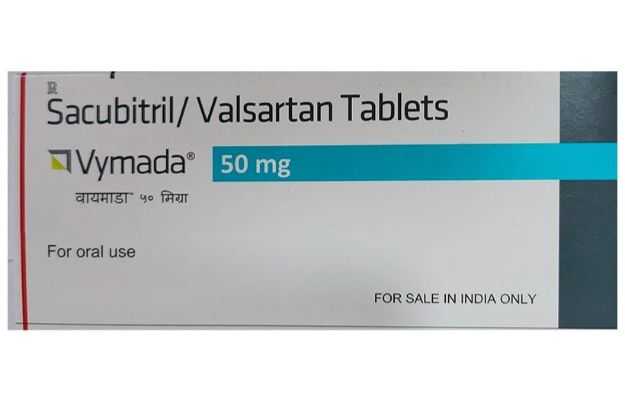 ℞
Sacubitril/ Valsartan Tablets
Vymada® 50 mg
वायमाडा ५० मिग्रा
For oral use
FOR SALE IN INDIA ONLY